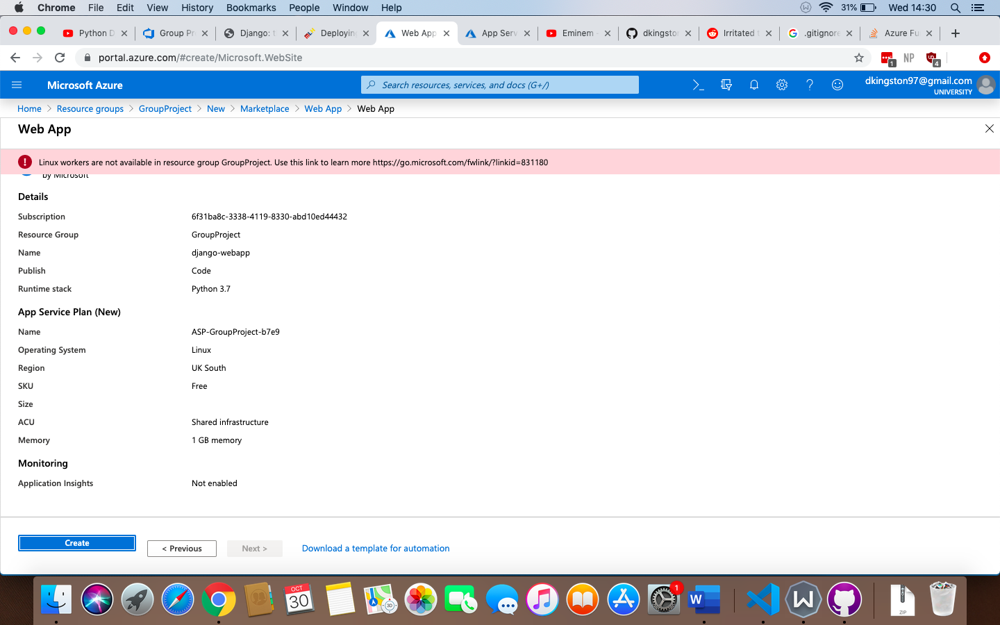 Chrome File Edit View History Bookmarks People Window Help 31% Wed 14:30
Python D Group Pr Django: t Deploying Web App App Serv Eminem - dkingston Irritated t .gitignore Azure Fu
portal.azure.com/#create/Microsoft.WebSite NP 1 4
Microsoft Azure Search resources, services, and docs (G+/) dkingston97@gmail.com
UNIVERSITY
Home > Resource groups > GroupProject > New > Marketplace > Web App > Web App
Web App
Linux workers are not available in resource group GroupProject. Use this link to learn more https://go.microsoft.com/fwlink/?linkid=831180
by Microsoft
Details
Subscription 6f31ba8c-3338-4119-8330-abd10ed44432
Resource Group GroupProject
Name django-webapp
Publish Code
Runtime stack Python 3.7
App Service Plan (New)
Name ASP-GroupProject-b7e9
Operating System Linux
Region UK South
SKU Free
Size
ACU Shared infrastructure
Memory 1 GB memory
Monitoring
Application Insights Not enabled
Create < Previous Next > Download a template for automation
OCT
30
3D
1
W
ZIP